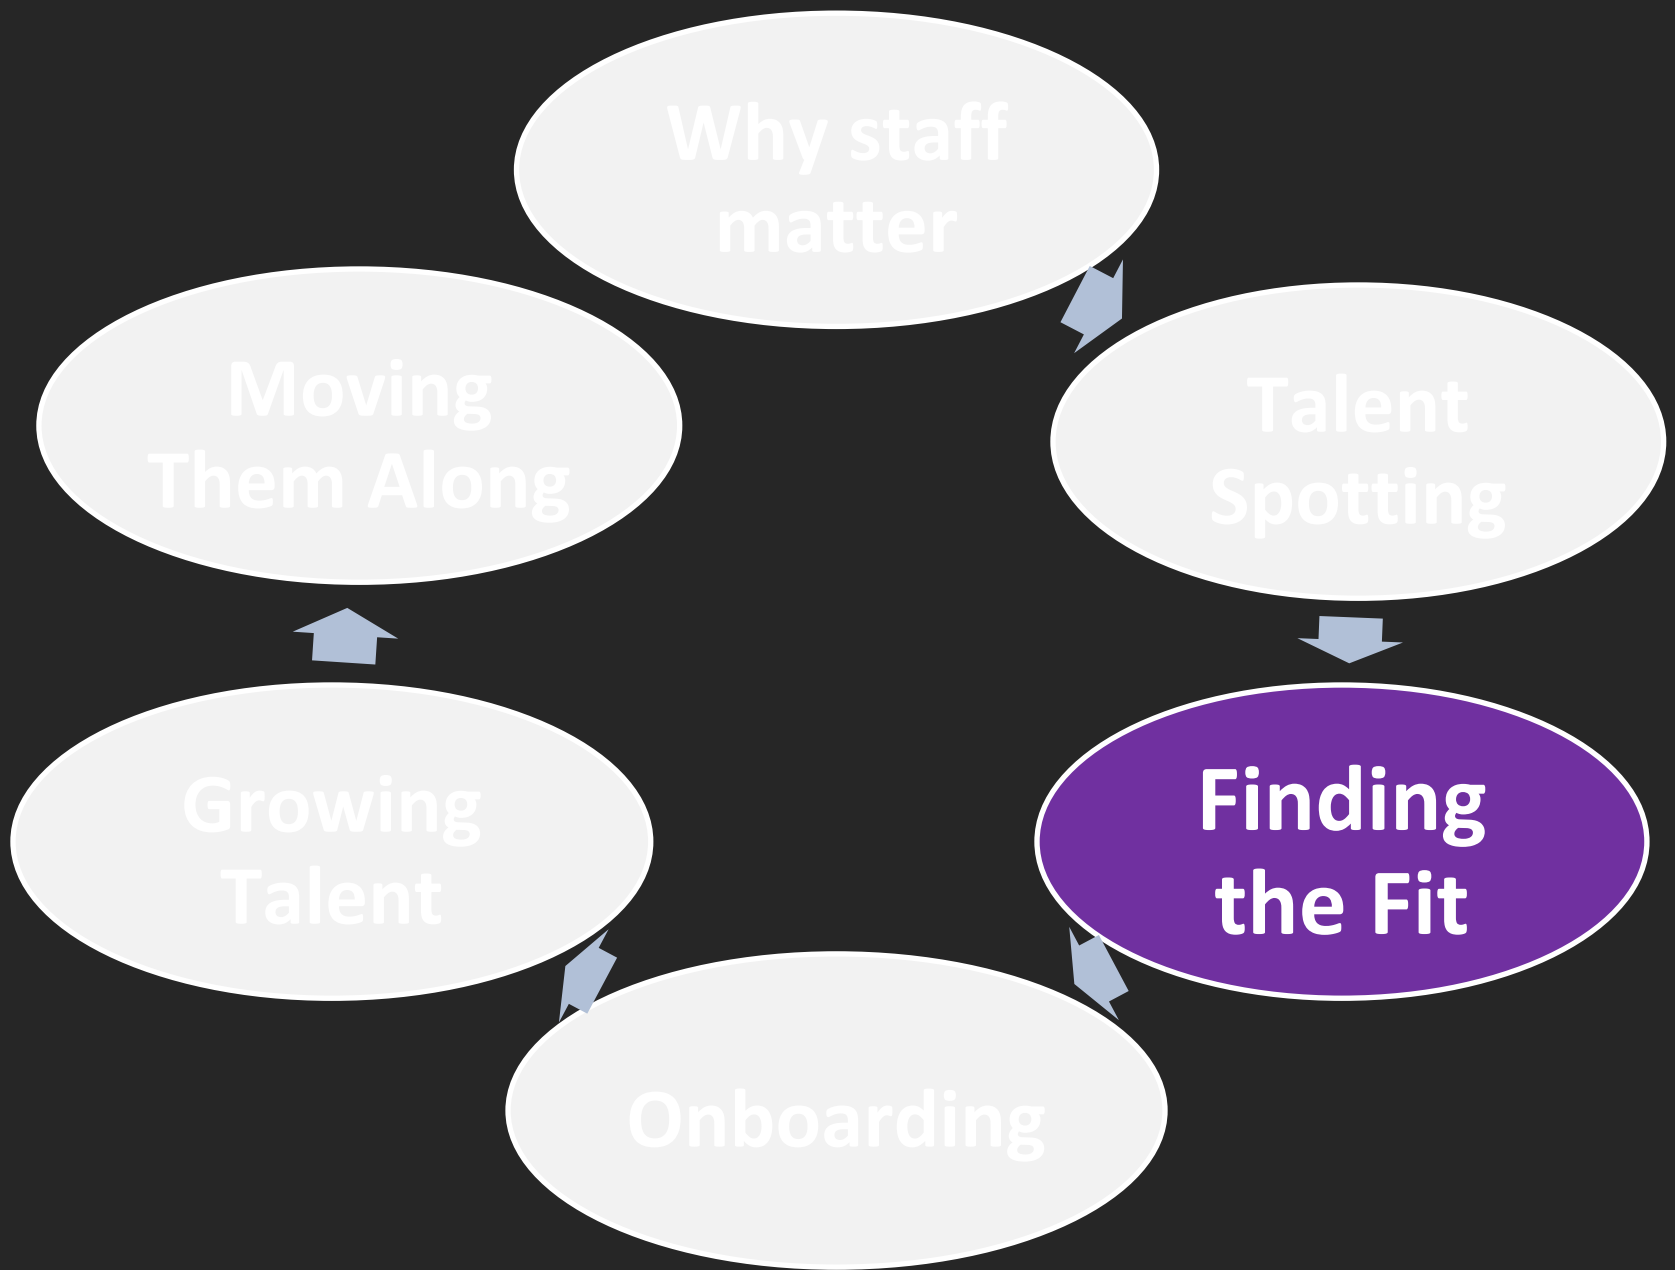 Why staff
matter
Talent
Spotting
Finding
the Fit
Onboarding
Growing
Talent
Moving
Them Along